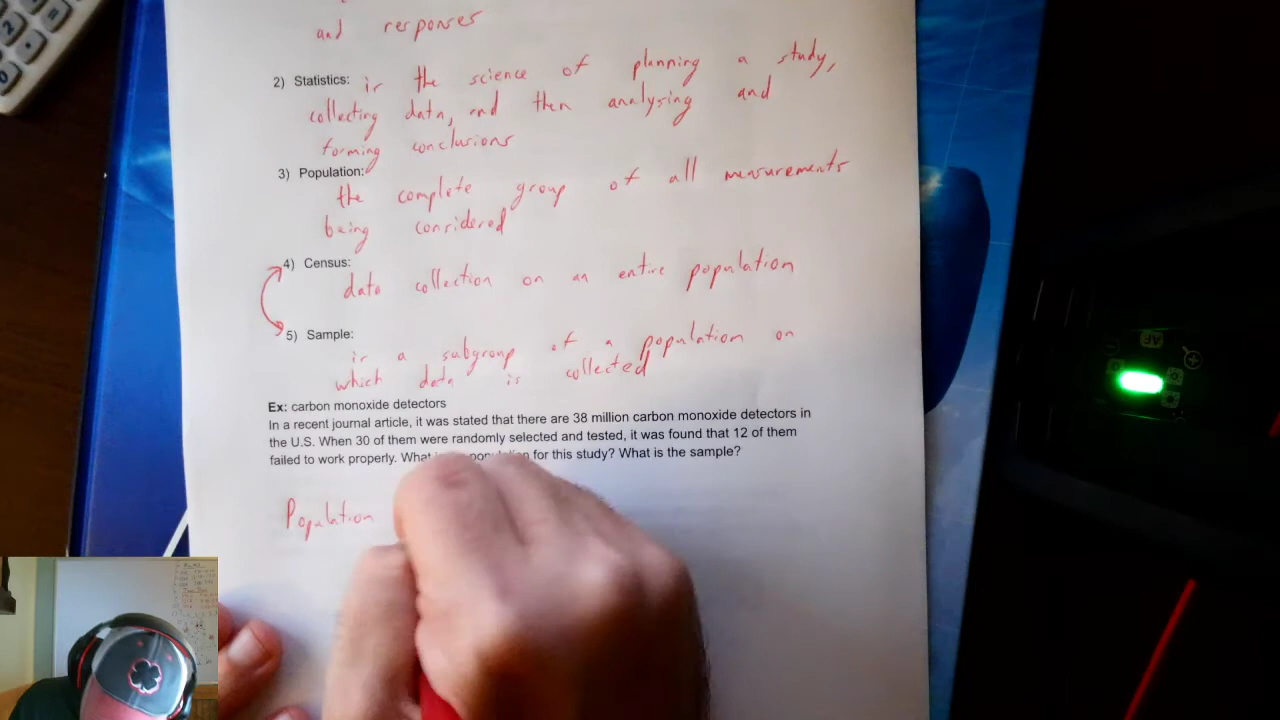 and responses
2) Statistics: is the science of planning a study,
collecting data, and then analyzing and
forming conclusions
3) Population:
the complete group of all measurements
being considered
4) Census:
data collection on an entire population
5) Sample:
is a subgroup of a population on
which data is collected
Ex: carbon monoxide detectors
In a recent journal article, it was stated that there are 38 million carbon monoxide detectors in
the U.S. When 30 of them were randomly selected and tested, it was found that 12 of them
failed to work properly. What for this study? What is the sample?
Population
AF